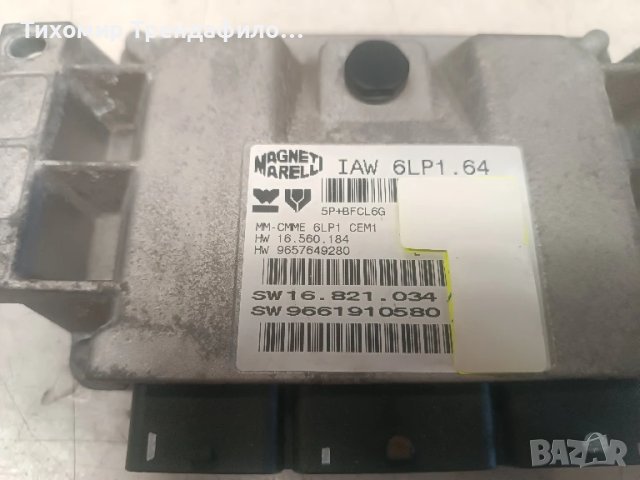 Тихомир Трендафило...
MAGNETI MARELLI
IAW 6LP1.64
5P+BFCL6G
MM-CMME 6LP1 CEM1
HW 16.560.184
HW 9657649280
SW16.821.034
SW9661910580
BAZAR